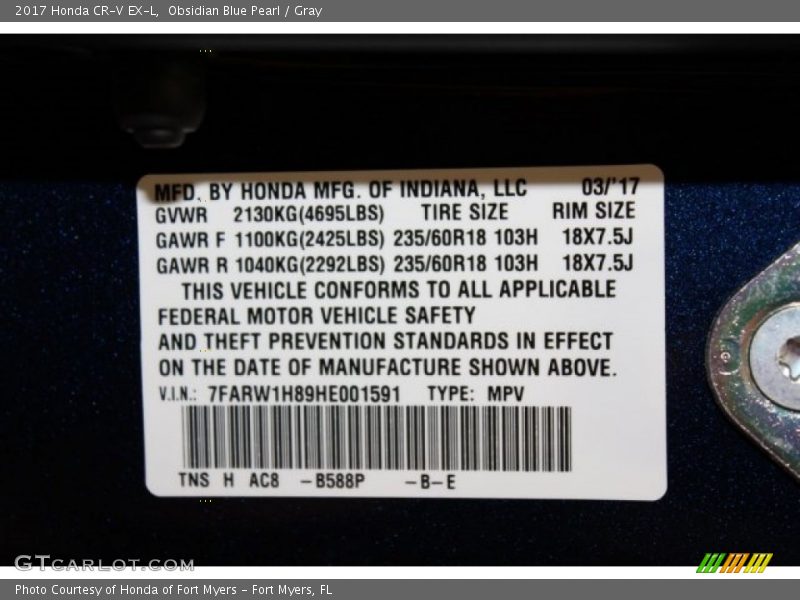 2017 Honda CR-V EX-L, Obsidian Blue Pearl / Gray
MFD. BY HONDA MFG. OF INDIANA, LLC 03/'17
GVWR 2130KG(4695LBS) TIRE SIZE RIM SIZE
GAWR F 1100KG(2425LBS) 235/60R18 103H 18X7.5J
GAWR R 1040KG(2292LBS) 235/60R18 103H 18X7.5J
THIS VEHICLE CONFORMS TO ALL APPLICABLE
FEDERAL MOTOR VEHICLE SAFETY
AND THEFT PREVENTION STANDARDS IN EFFECT
ON THE DATE OF MANUFACTURE SHOWN ABOVE.
V.I.N.: 7FARW1H89HE001591 TYPE: MPV
TNS H AC8 -B588P -B-E
GTCARLOT.COM
Photo Courtesy of Honda of Fort Myers - Fort Myers, FL